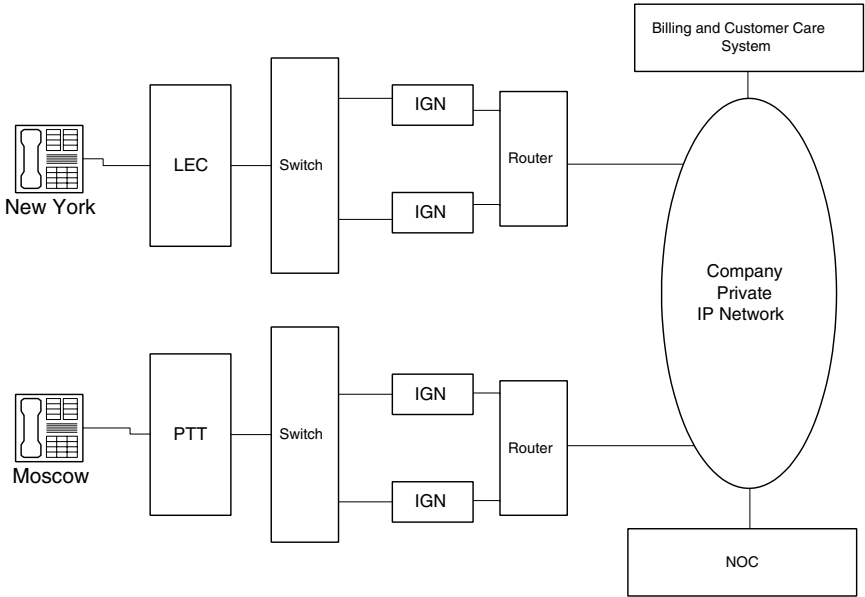 Billing and Customer Care
System
New York
LEC
Switch
IGN
IGN
Router
Company
Private
IP Network
Moscow
PTT
Switch
IGN
IGN
Router
NOC